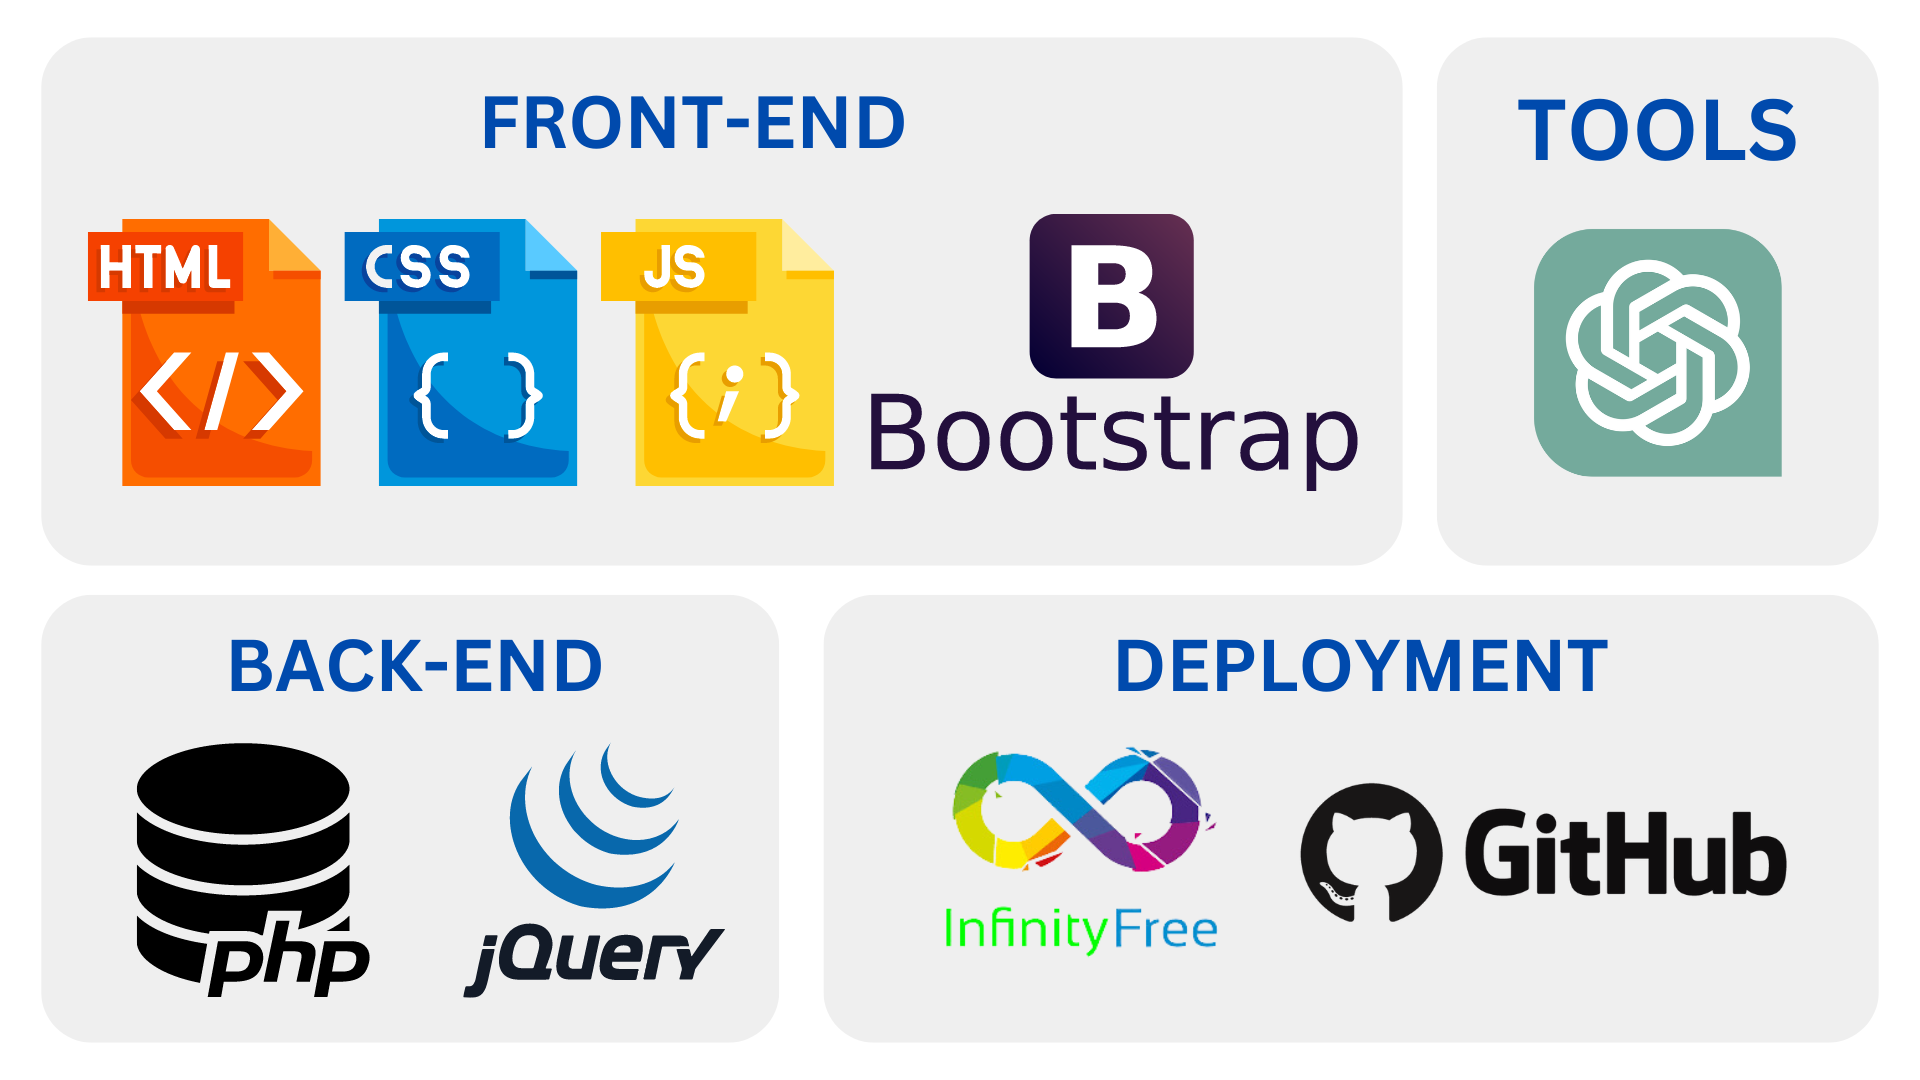 FRONT-END
HTML
</>
CSS
{ }
JS
{;}
B
Bootstrap
TOOLS
BACK-END
php
jQuery
DEPLOYMENT
InfinityFree
GitHub